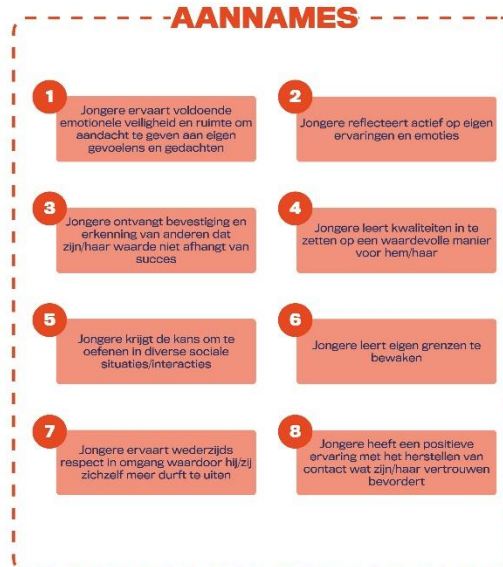 AANNAMES
1
Jongere ervaart voldoende
emotionele veiligheid en ruimte om
aandacht te geven aan eigen
gevoelens en gedachten
2
Jongere reflecteert actief op eigen
ervaringen en emoties
3
Jongere ontvangt bevestiging en
erkenning van anderen dat
zijn/haar waarde niet afhangt van
succes
4
Jongere leert kwaliteiten in te
zetten op een waardevolle manier
voor hem/haar
5
Jongere krijgt de kans om te
oefenen in diverse sociale
situaties/interacties
6
Jongere leert eigen grenzen te
bewaken
7
Jongere ervaart wederzijds
respect in omgang waardoor hij/zij
zichzelf meer durft te uiten
8
Jongere heeft een positieve
ervaring met het herstellen van
contact wat zijn/haar vertrouwen
bevordert